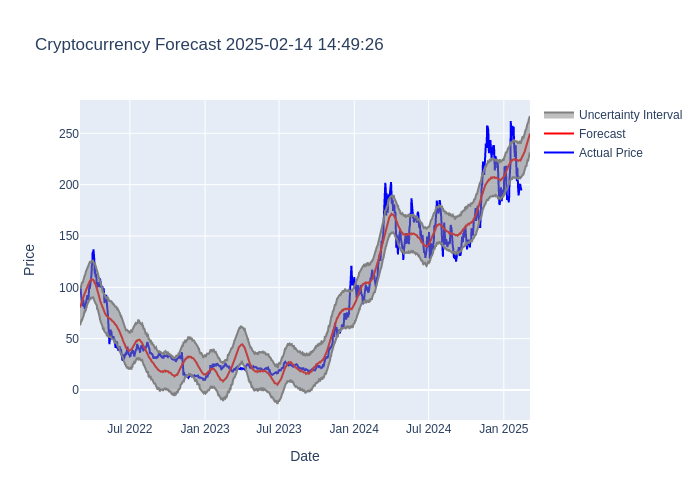 Cryptocurrency Forecast 2025-02-14 14:49:26
Uncertainty Interval
Forecast
Actual Price
Price
250
200
150
100
50
0
Jul 2022
Jan 2023
Jul 2023
Jan 2024
Jul 2024
Jan 2025
Date